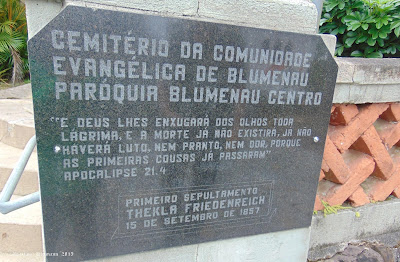 CEMITÉRIO DA COMUNIDADE
EVANGÉLICA DE BLUMENAU
PARÓQUIA BLUMENAU CENTRO
"E DEUS LHES ENXUGARÁ DOS OLHOS TODA
LÁGRIMA, E A MORTE JÁ NÃO EXISTIRÁ, JÁ NÃO
HAVERÁ LUTO, NEM PRANTO, NEM DOR, PORQUE
AS PRIMEIRAS COUSAS JÁ PASSARAM"
APOCALIPSE 21.4
PRIMEIRO SEPULTAMENTO
THEKLA FRIEDENREICH
15 DE SETEMBRO DE 1857
2013